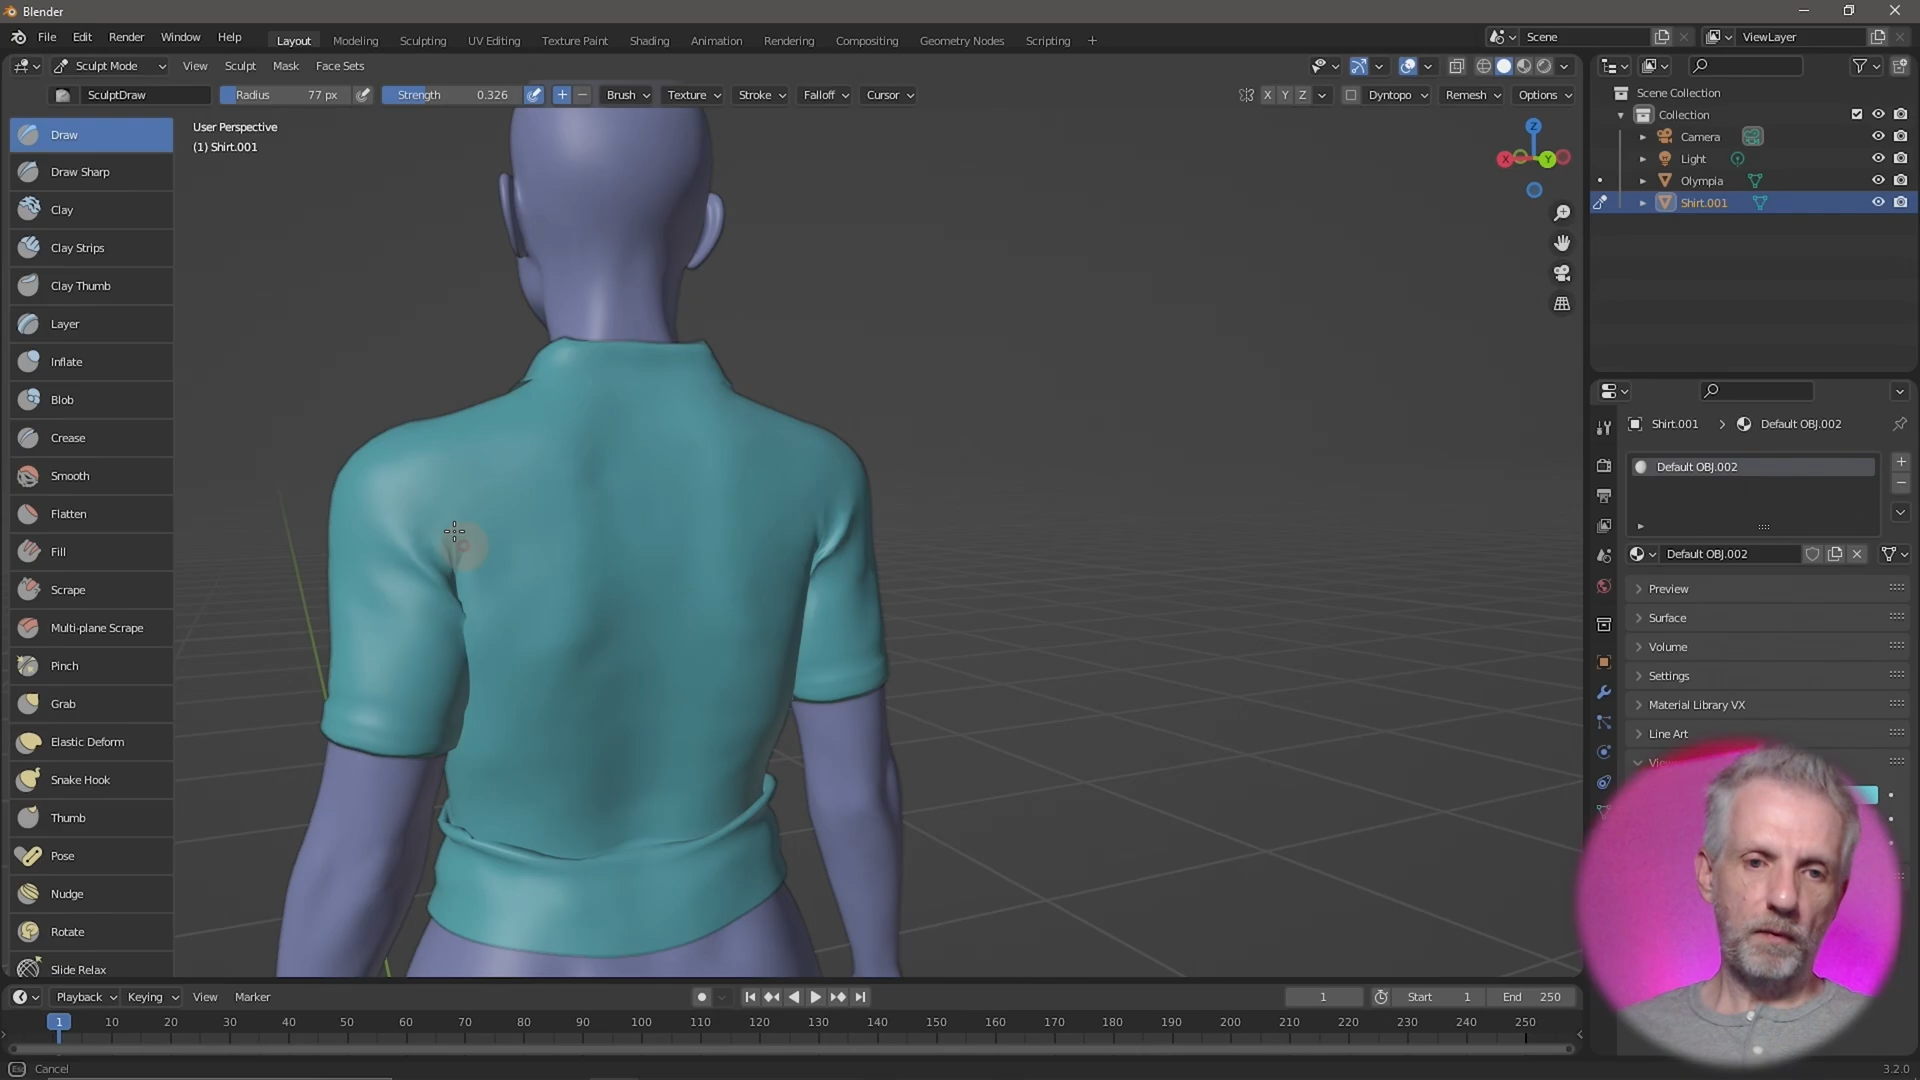 Blender
File Edit Render Window Help
Layout Modeling Sculpting UV Editing Texture Paint Shading Animation Rendering Compositing Geometry Nodes Scripting +
Scene
ViewLayer
Sculpt Mode View Sculpt Mask Face Sets
SculptDraw Radius 77 px Strength 0.326 Brush Texture Stroke Falloff Cursor X Y Z Dyntopo Remesh Options
User Perspective
(1) Shirt.001
Z
X
Y
Draw
Draw Sharp
Clay
Clay Strips
Clay Thumb
Layer
Inflate
Blob
Crease
Smooth
Flatten
Fill
Scrape
Multi-plane Scrape
Pinch
Grab
Elastic Deform
Snake Hook
Thumb
Pose
Nudge
Rotate
Slide Relax
Scene Collection
Collection
Camera
Light
Olympia
Shirt.001
Shirt.001 > Default OBJ.002
Default OBJ.002
Default OBJ.002
Preview
Surface
Volume
Settings
Material Library VX
Line Art
Playback Keying View Marker
1 Start 1 End 250
1 10 20 30 40 50 60 70 80 90 100 110 120 130 140 150 160 170 180 190 200 210 220 230 240 250
Esc Cancel
3.2.0